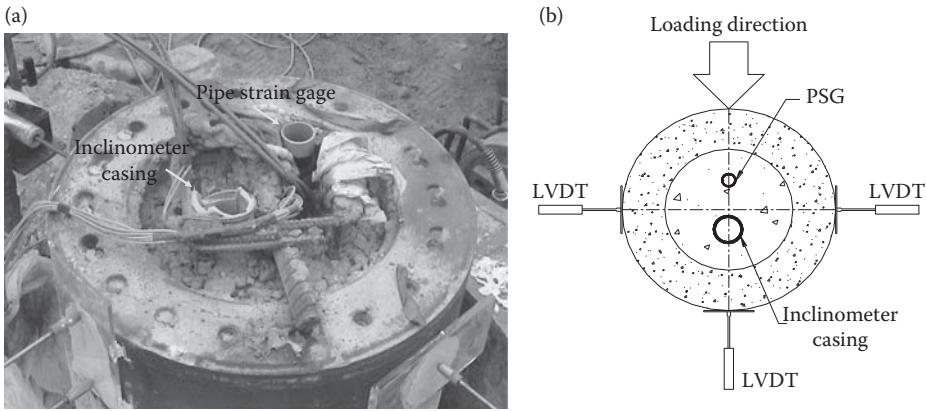 (a)
Pipe strain gage
Inclinometer
casing
(b)
Loading direction
PSG
LVDT
LVDT
Inclinometer
casing
LVDT